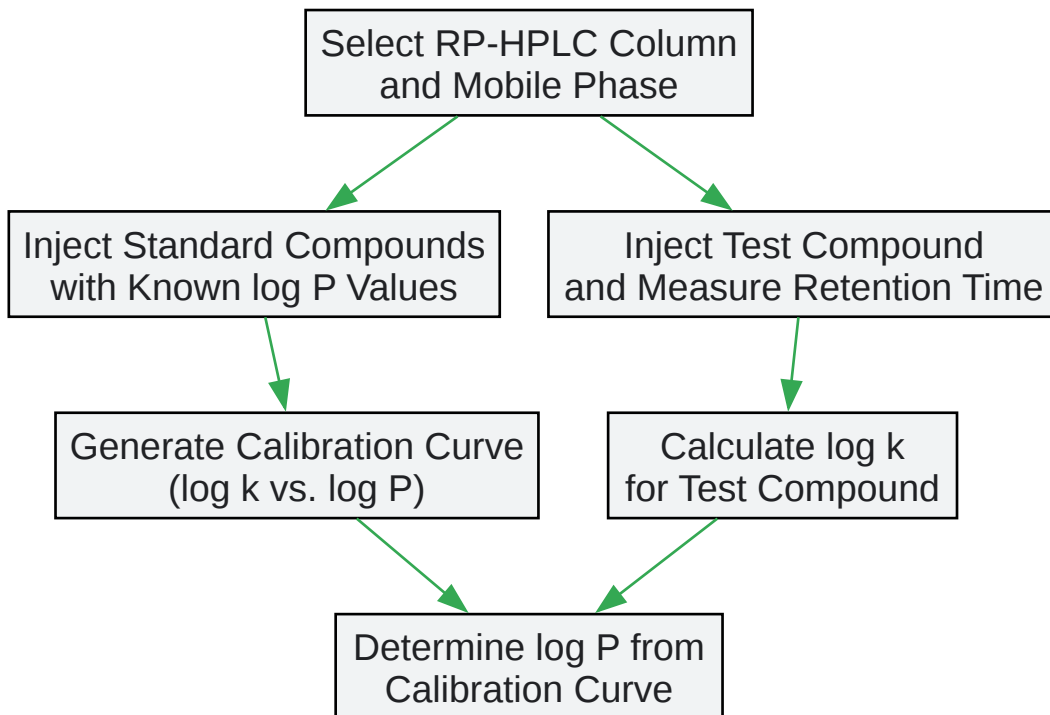 Select RP-HPLC Column
and Mobile Phase
Inject Standard Compounds
with Known log P Values
Inject Test Compound
and Measure Retention Time
Generate Calibration Curve
(log k vs. log P)
Calculate log k
for Test Compound
Determine log P from
Calibration Curve